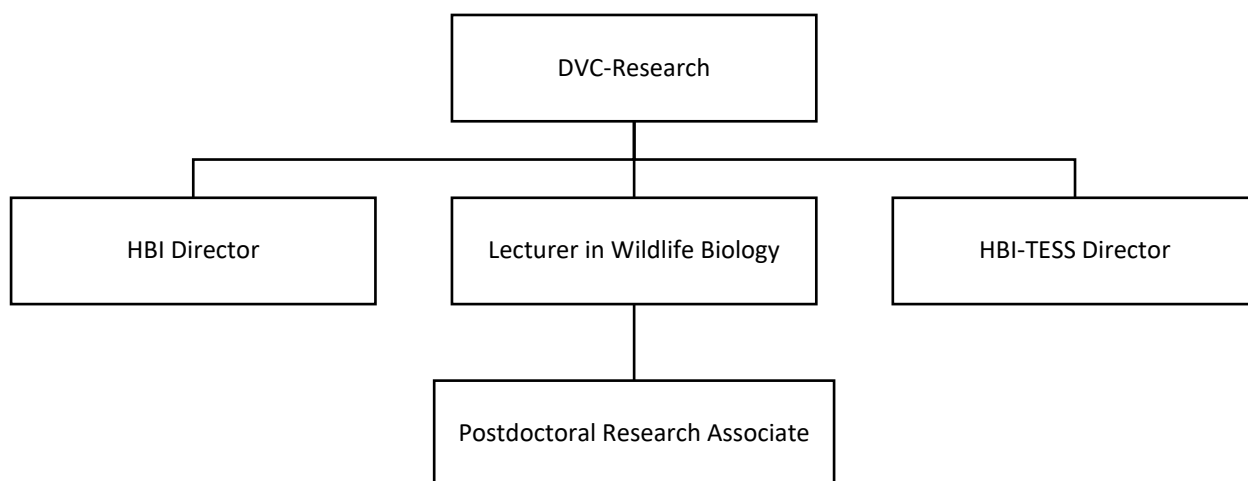 DVC-Research
HBI Director
Lecturer in Wildlife Biology
HBI-TESS Director
Postdoctoral Research Associate